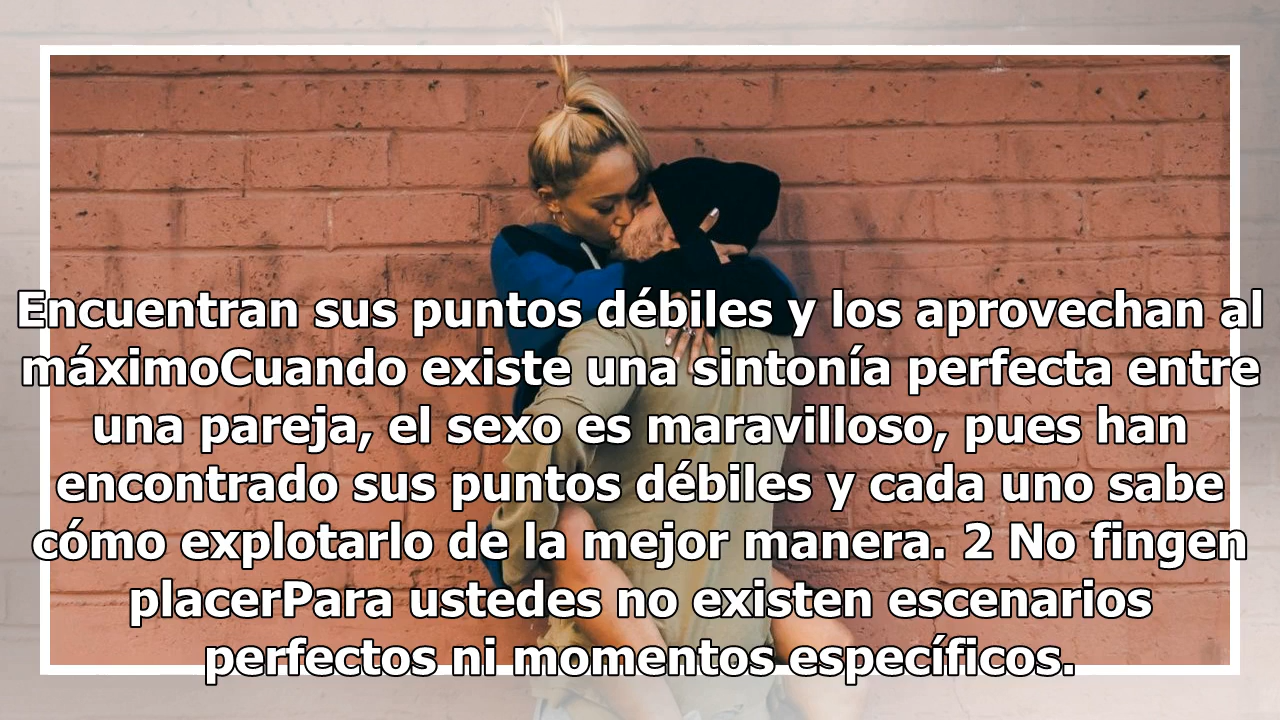 Encuentran sus puntos débiles y los aprovechan al
máximoCuando existe una sintonía perfecta entre
una pareja, el sexo es maravilloso, pues han
encontrado sus puntos débiles y cada uno sabe
cómo explotarlo de la mejor manera. 2 No fingen
placerPara ustedes no existen escenarios
perfectos ni momentos específicos.